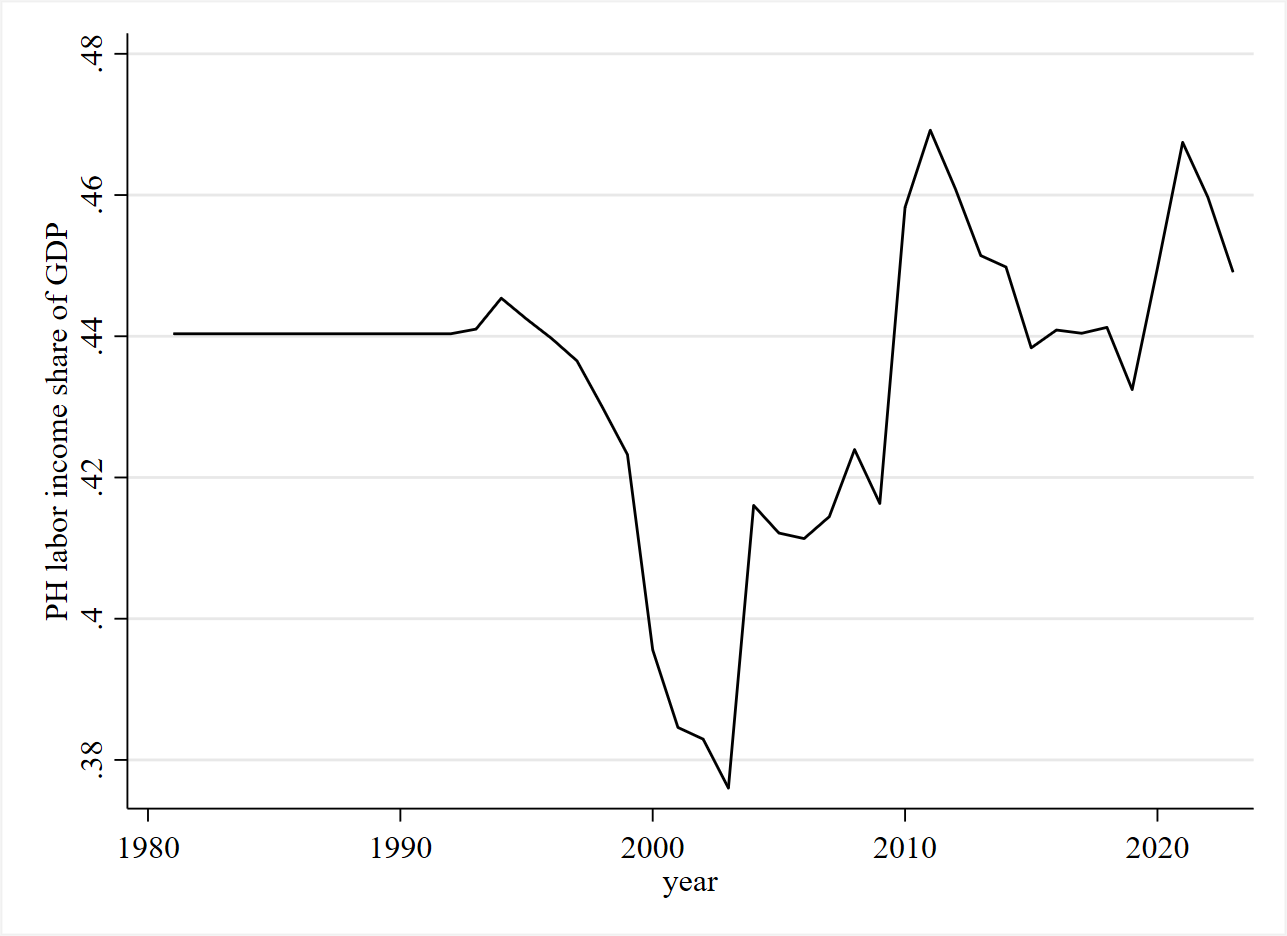 PH labor income share of GDP
.48
.46
.44
.42
.4
.38
1980 1990 2000 2010 2020
year